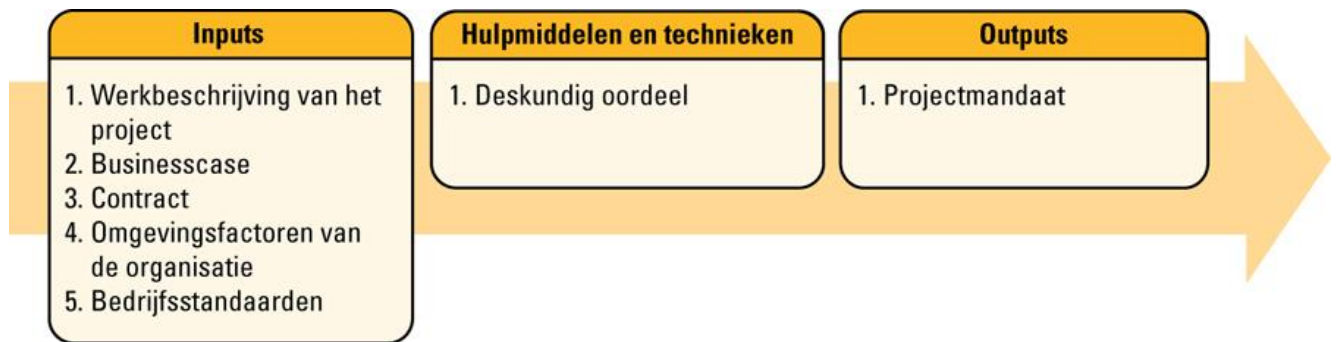 Inputs
1. Werkbeschrijving van het
project
2. Businesscase
3. Contract
4. Omgevingsfactoren van
de organisatie
5. Bedrijfsstandaarden
Hulpmiddelen en technieken
1. Deskundig oordeel
Outputs
1. Projectmandaat